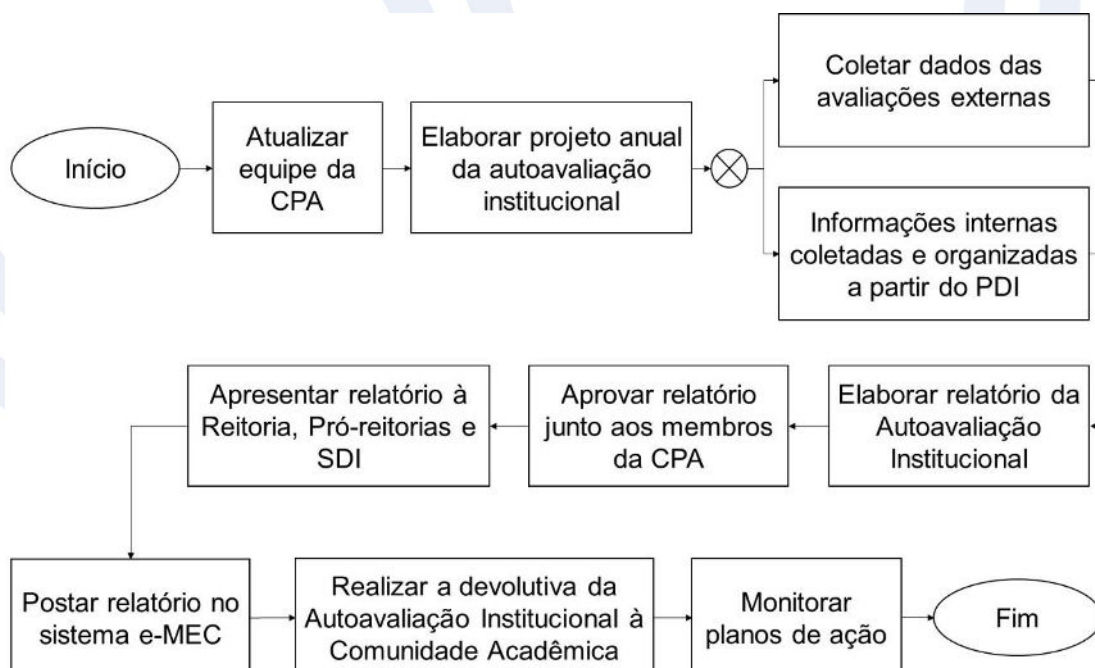 Início
Atualizar
equipe da
CPA
Elaborar projeto anual
da autoavaliação
institucional
Coletar dados das
avaliações externas
Informações internas
coletadas e organizadas
a partir do PDI
Elaborar relatório da
Autoavaliação
Institucional
Aprovar relatório
junto aos membros
da CPA
Apresentar relatório à
Reitoria, Pró-reitorias e
SDI
Postar relatório no
sistema e-MEC
Realizar a devolutiva da
Autoavaliação Institucional à
Comunidade Acadêmica
Monitorar
planos de ação
Fim